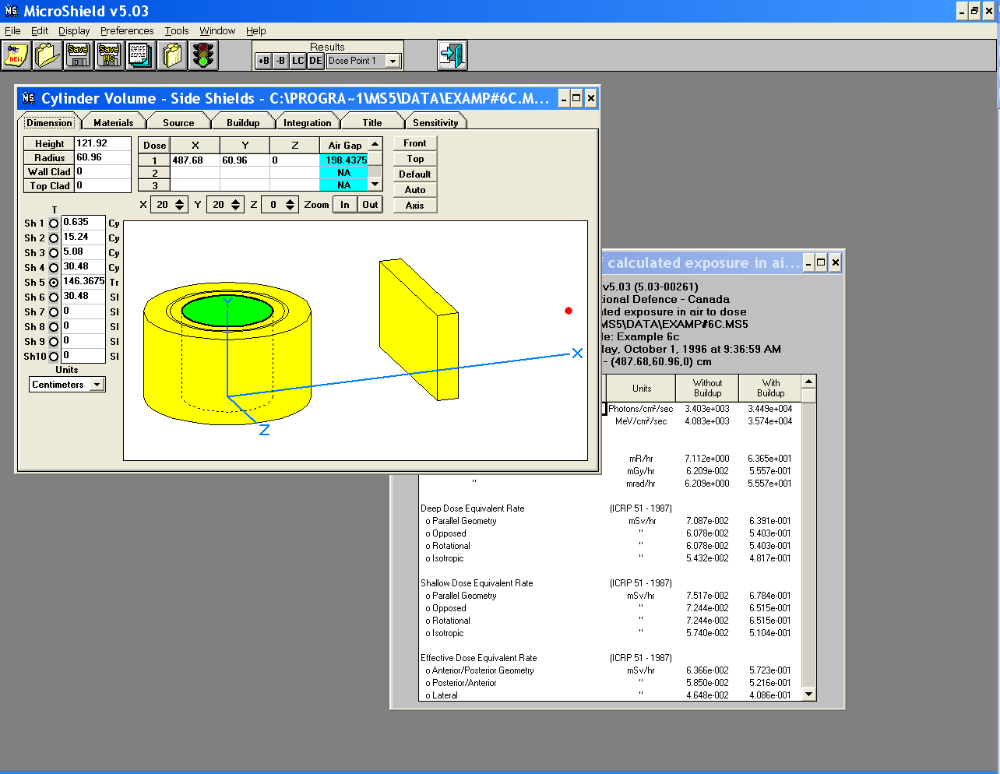 MicroShield v5.03
File Edit Display Preferences Tools Window Help
NEW Save Save As
Results
+B -B LC DE Dose Point 1
Cylinder Volume - Side Shields - C:\PROGRA~1\MS5\DATA\EXAMP#6C.M...
Dimension Materials Source Buildup Integration Title Sensitivity
Height 121.92
Radius 60.96
Wall Clad 0
Top Clad 0
Dose X Y Z Air Gap
1 487.68 60.96 0 198.4375
2 NA
3 NA
Front
Top
Default
Auto
Axis
X 20 Y 20 Z 0 Zoom In Out
T
Sh 1 0.635 Cy
Sh 2 15.24 Cy
Sh 3 5.08 Cy
Sh 4 30.48 Cy
Sh 5 146.3675 Tr
Sh 6 30.48 Sl
Sh 7 0 Sl
Sh 8 0 Sl
Sh 9 0 Sl
Sh10 0 Sl
Units
Centimeters
Y
X
Z
calculated exposure in ai...
v5.03 (5.03-00261)
ional Defence - Canada
ted exposure in air to dose
MS5\DATA\EXAMP#6C.MS5
le: Example 6c
day, October 1, 1996 at 9:36:59 AM
- (487.68,60.96,0) cm
Units Without Buildup With Buildup
Photons/cm²/sec 3.403e+003 3.449e+004
MeV/cm²/sec 4.083e+003 3.574e+004
mR/hr 7.112e+000 6.365e+001
mGy/hr 6.209e-002 5.557e-001
" mrad/hr 6.209e+000 5.557e+001
Deep Dose Equivalent Rate (ICRP 51 - 1987)
o Parallel Geometry mSv/hr 7.087e-002 6.391e-001
o Opposed " 6.078e-002 5.403e-001
o Rotational " 6.078e-002 5.403e-001
o Isotropic " 5.432e-002 4.817e-001
Shallow Dose Equivalent Rate (ICRP 51 - 1987)
o Parallel Geometry mSv/hr 7.517e-002 6.784e-001
o Opposed " 7.244e-002 6.515e-001
o Rotational " 7.244e-002 6.515e-001
o Isotropic " 5.740e-002 5.104e-001
Effective Dose Equivalent Rate (ICRP 51 - 1987)
o Anterior/Posterior Geometry mSv/hr 6.366e-002 5.723e-001
o Posterior/Anterior " 5.850e-002 5.216e-001
o Lateral " 4.648e-002 4.086e-001